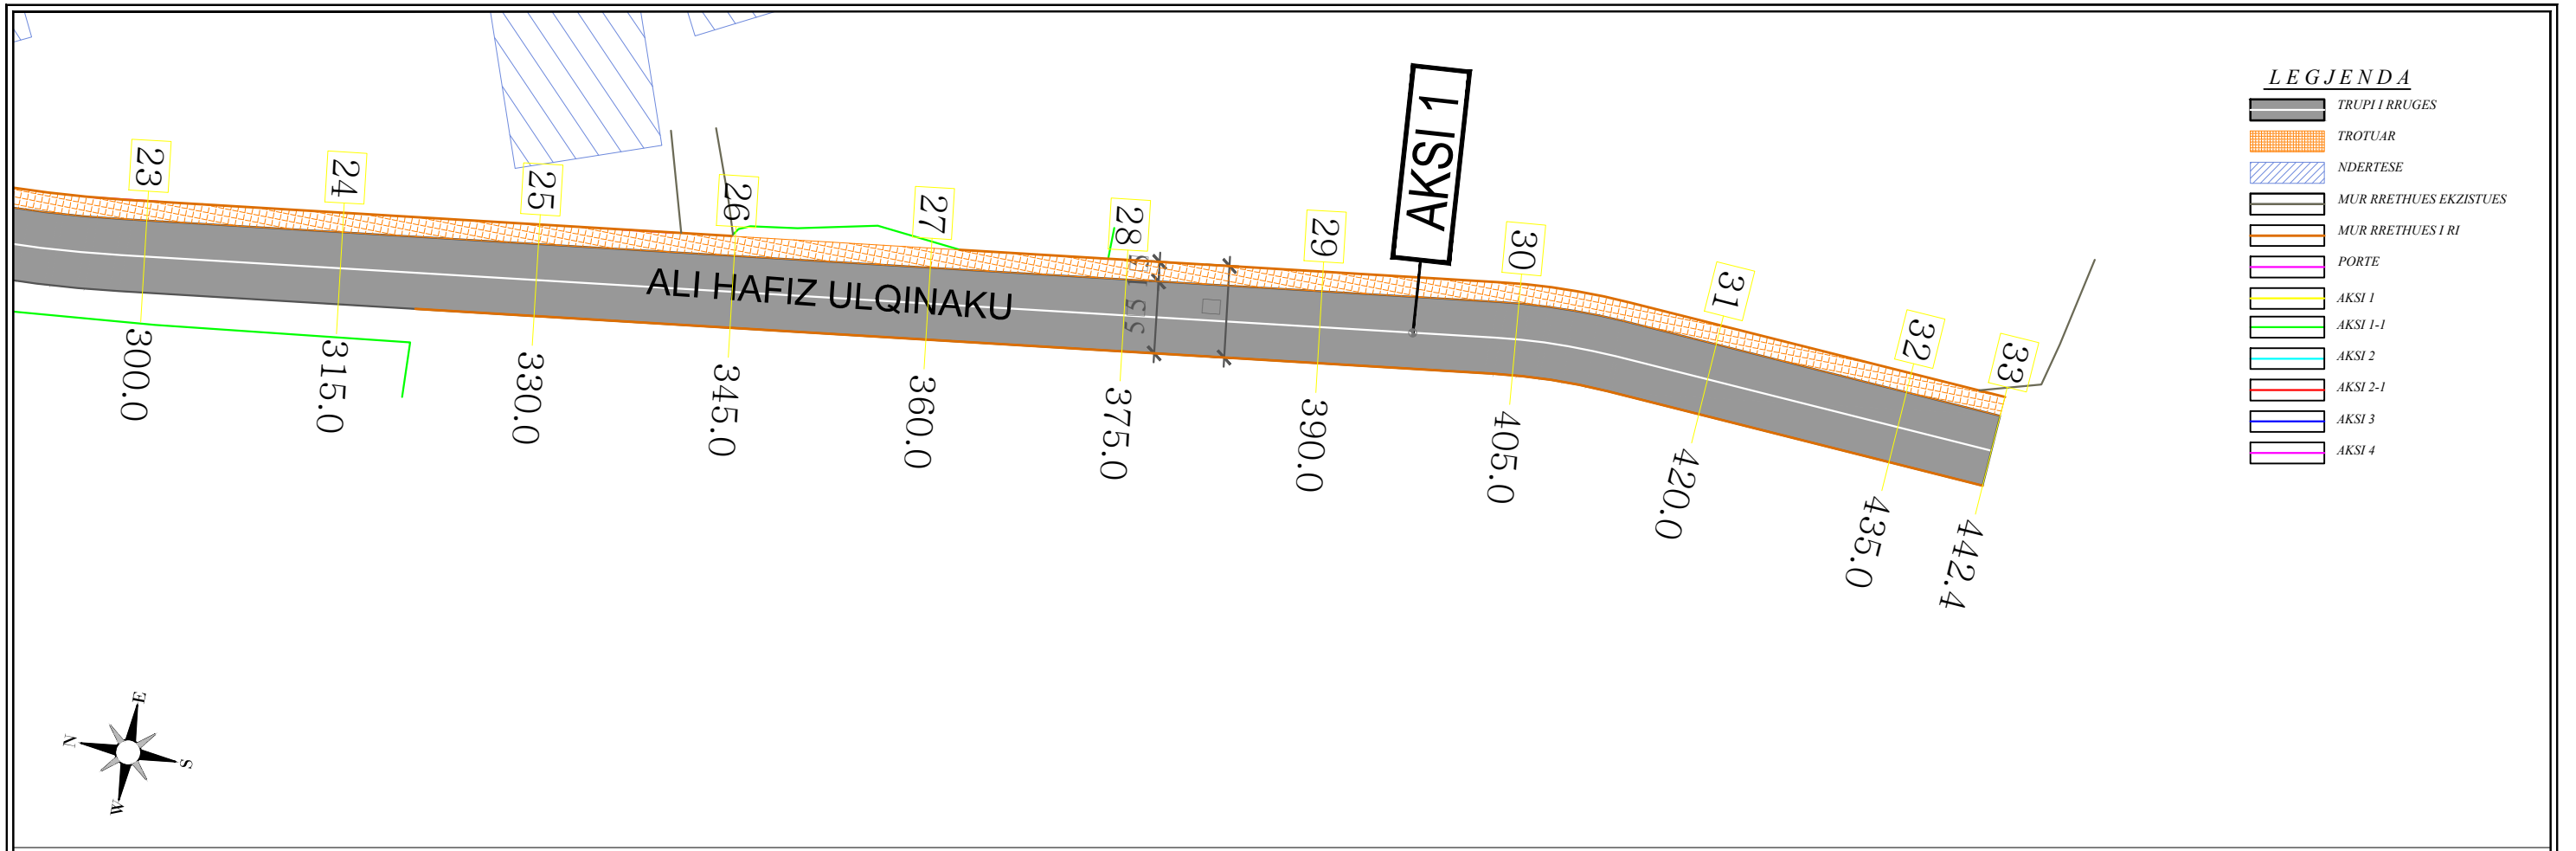 LEGJENDA
TRUPI I RRUGES
TROTUAR
NDERTESE
MUR RRETHUES EKZISTUES
MUR RRETHUES I RI
PORTE
AKSI 1
AKSI 1-1
AKSI 2
AKSI 2-1
AKSI 3
AKSI 4
AKSI 1
23
24
25
26
27
28
29
30
31
32
33
ALI HAFIZ ULQINAKU
300.0
315.0
330.0
345.0
360.0
375.0
390.0
405.0
420.0
435.0
442.4
E
N
S
W